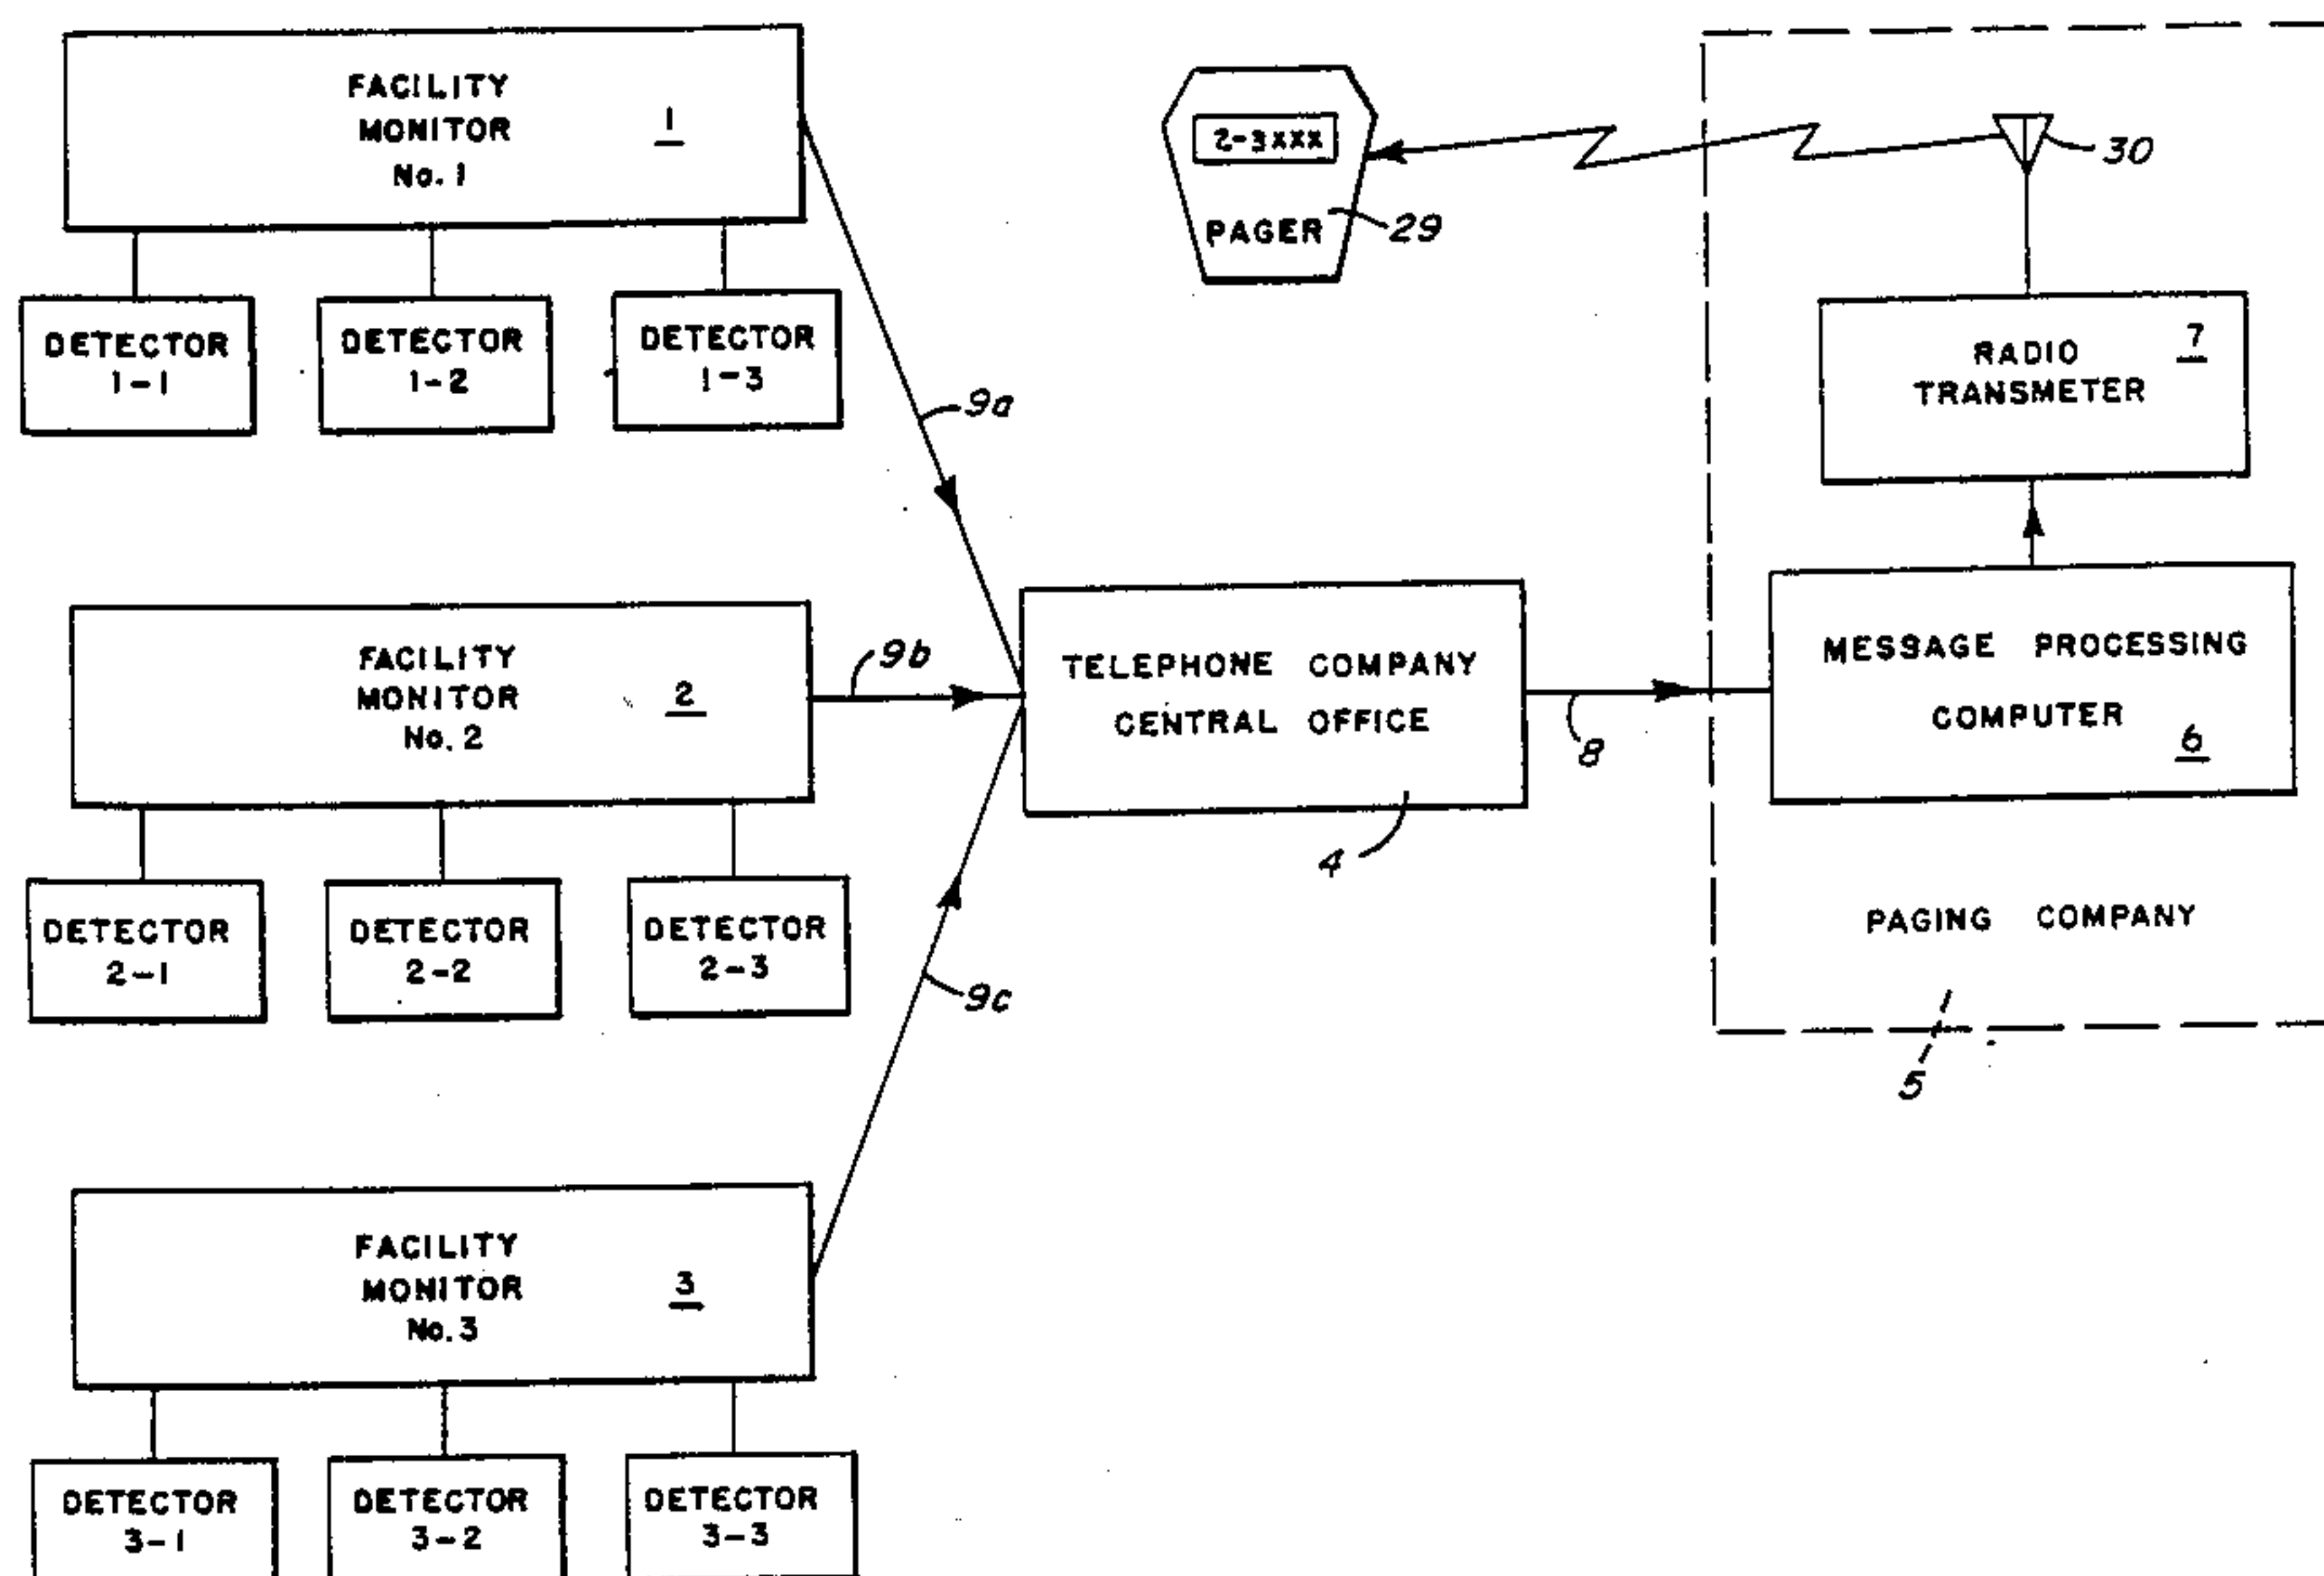 FACILITY
MONITOR
No. 1
1
DETECTOR
1-1
DETECTOR
1-2
DETECTOR
1-3
9a
2-3xxx
PAGER
29
30
RADIO
TRANSMETER
7
FACILITY
MONITOR
No. 2
2
9b
DETECTOR
2-1
DETECTOR
2-2
DETECTOR
2-3
TELEPHONE COMPANY
CENTRAL OFFICE
4
8
MESSAGE PROCESSING
COMPUTER
6
PAGING COMPANY
5
9c
FACILITY
MONITOR
No. 3
3
DETECTOR
3-1
DETECTOR
3-2
DETECTOR
3-3